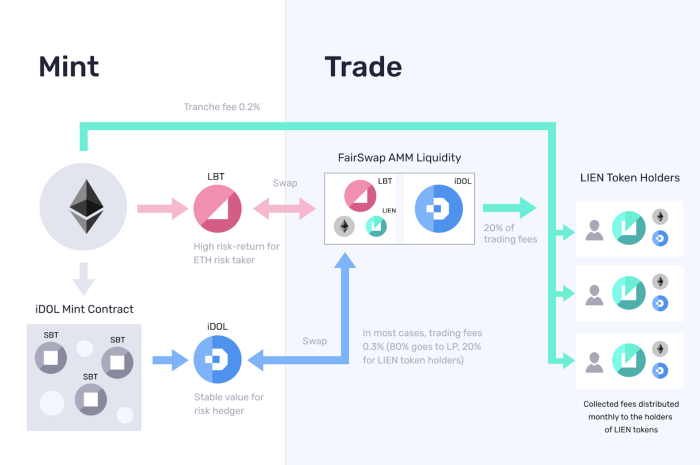 Mint
Trade
Tranche fee 0.2%
FairSwap AMM Liquidity
LBT
Swap
LBT
LIEN
iDOL
LIEN Token Holders
20% of
trading fees
High risk-return for
ETH risk taker
iDOL Mint Contract
SBT
SBT
SBT
iDOL
Swap
In most cases, trading fees
0.3% (80% goes to LP, 20%
for LIEN token holders)
Stable value for
risk hedger
Collected fees distributed
monthly to the holders
of LIEN tokens